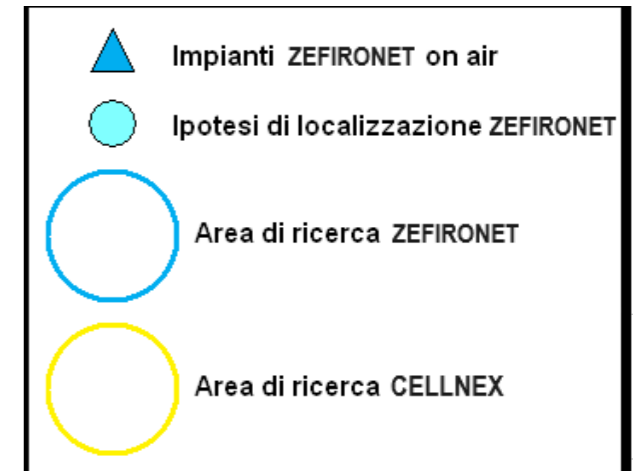 Impianti ZEFIRONET on air
Ipotesi di localizzazione ZEFIRONET
Area di ricerca ZEFIRONET
Area di ricerca CELLNEX